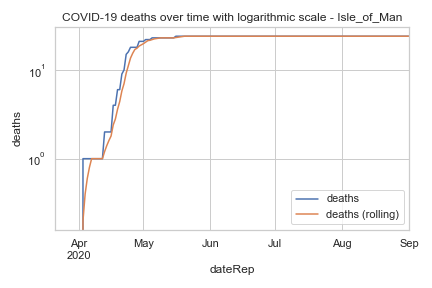 COVID-19 deaths over time with logarithmic scale - Isle_of_Man
deaths
10¹
10⁰
Apr
2020
May
Jun
Jul
Aug
Sep
dateRep
deaths
deaths (rolling)